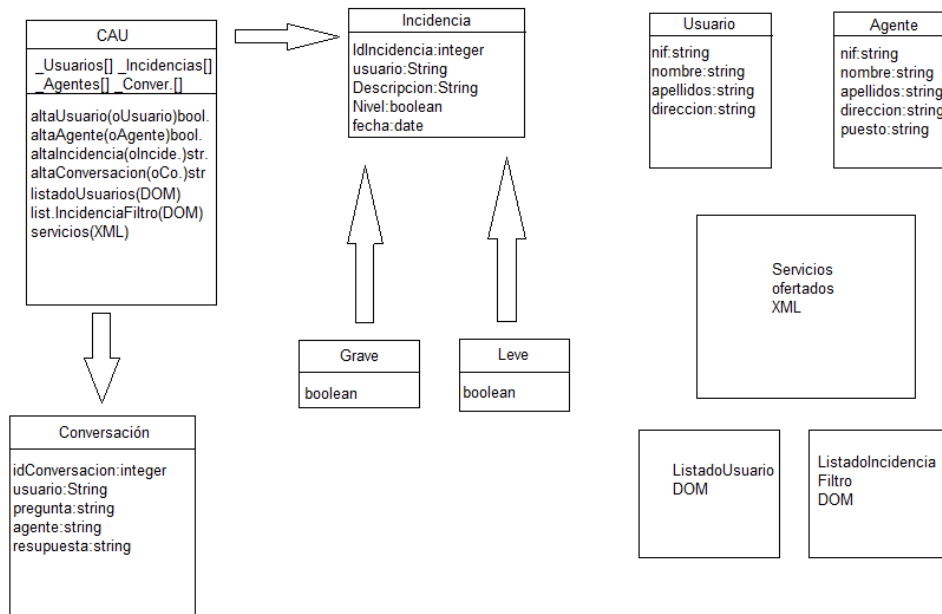 CAU
_Usuarios[] _Incidencias[]
_Agentes[] _Conver.[]
altaUsuario(oUsuario)bool.
altaAgente(oAgente)bool.
altaIncidencia(oIncide.)str.
altaConversacion(oCo.)str
listadoUsuarios(DOM)
list.IncidenciaFiltro(DOM)
servicios(XML)
Incidencia
IdIncidencia:integer
usuario:String
Descripcion:String
Nivel:boolean
fecha:date
Usuario
nif:string
nombre:string
apellidos:string
direccion:string
Agente
nif:string
nombre:string
apellidos:string
direccion:string
puesto:string
Servicios
ofertados
XML
Grave
boolean
Leve
boolean
Conversación
idConversacion:integer
usuario:String
pregunta:string
agente:string
resupuesta:string
ListadoUsuario
DOM
ListadoIncidencia
Filtro
DOM